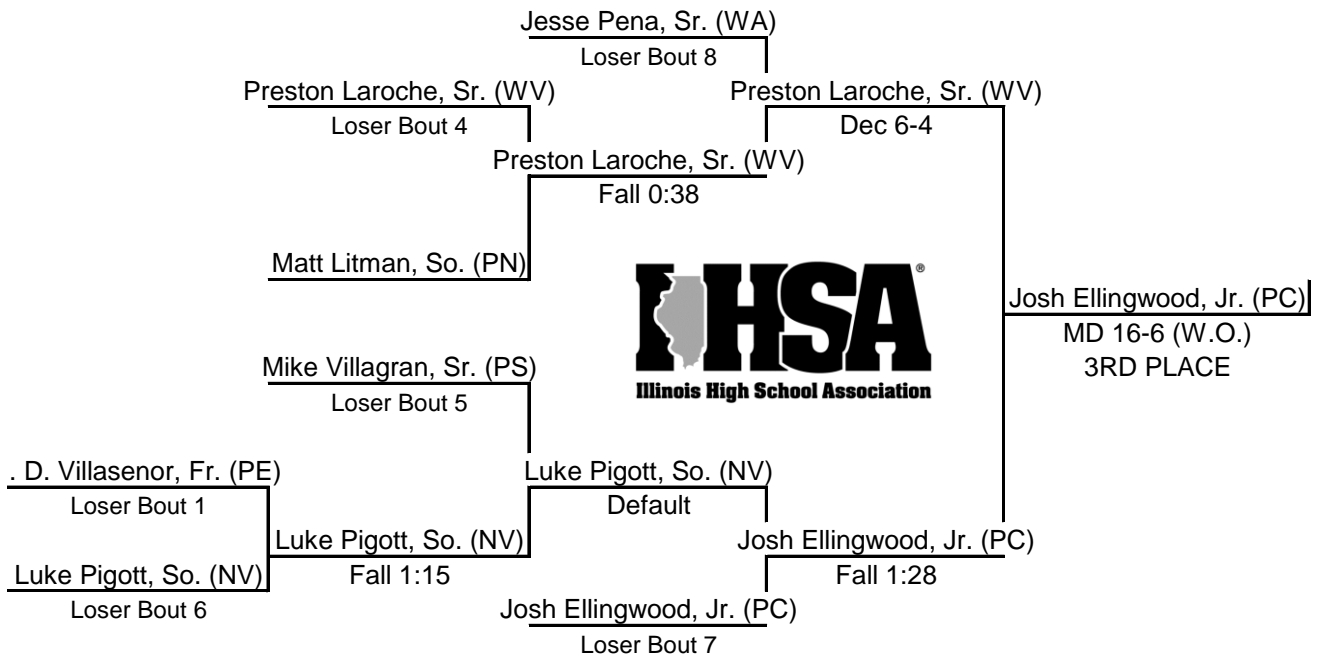 Jesse Pena, Sr. (WA)
Loser Bout 8
Preston Laroche, Sr. (WV)
Preston Laroche, Sr. (WV)
Loser Bout 4
Dec 6-4
Preston Laroche, Sr. (WV)
Fall 0:38
Matt Litman, So. (PN)
IHSA®
Illinois High School Association
Josh Ellingwood, Jr. (PC)
MD 16-6 (W.O.)
3RD PLACE
Mike Villagran, Sr. (PS)
Loser Bout 5
. D. Villasenor, Fr. (PE)
Luke Pigott, So. (NV)
Loser Bout 1
Default
Luke Pigott, So. (NV)
Josh Ellingwood, Jr. (PC)
Luke Pigott, So. (NV)
Fall 1:15
Fall 1:28
Loser Bout 6
Josh Ellingwood, Jr. (PC)
Loser Bout 7